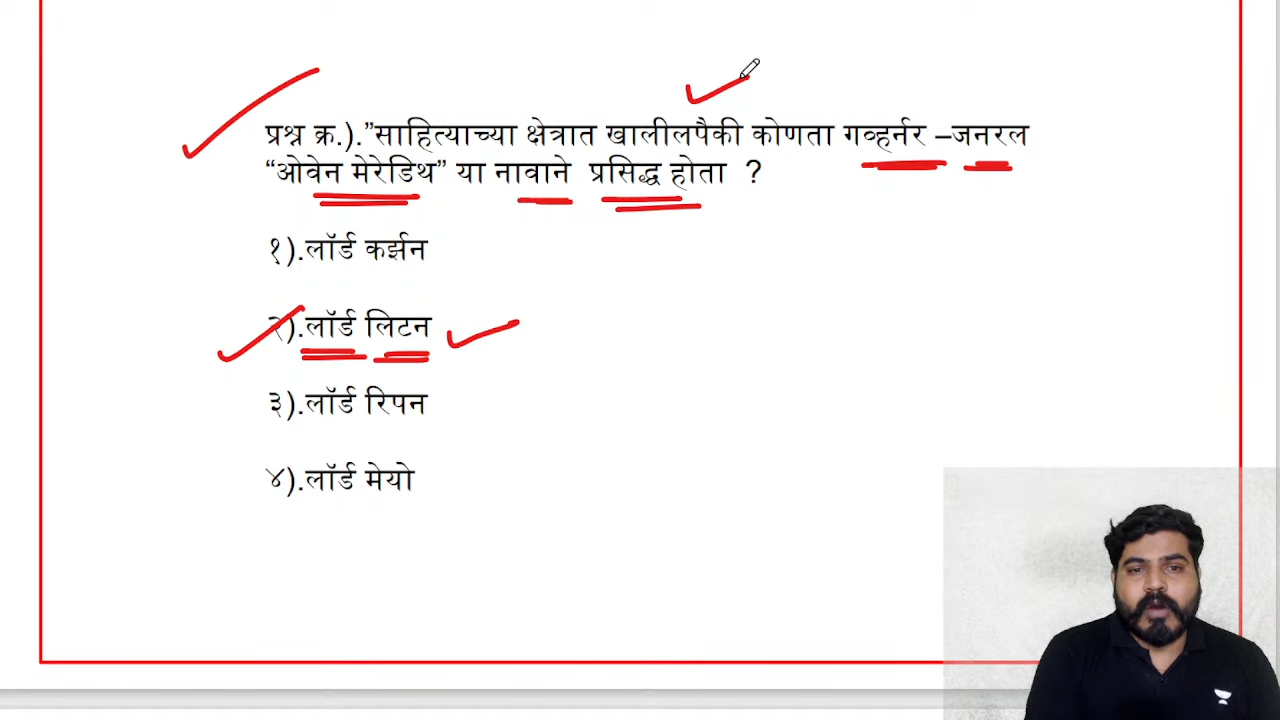 प्रश्न क्र.).”साहित्याच्या क्षेत्रात खालीलपैकी कोणता गव्हर्नर –जनरल
“ओवेन मेरेडिथ” या नावाने प्रसिद्ध होता ?
१).लॉर्ड कर्झन
२).लॉर्ड लिटन
३).लॉर्ड रिपन
४).लॉर्ड मेयो